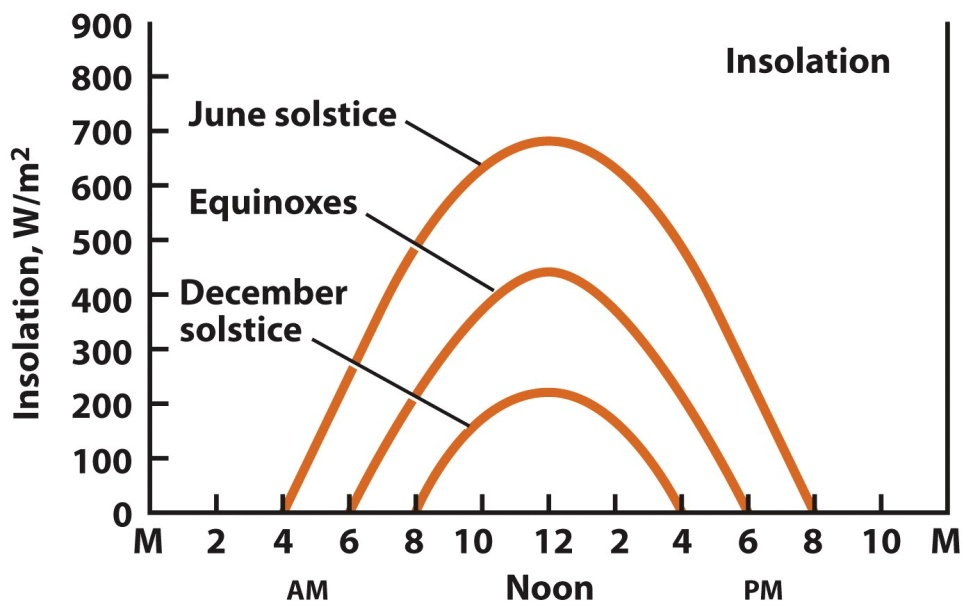 Insolation
900
800
700
600
500
400
300
200
100
0
Insolation, W/m²
June solstice
Equinoxes
December
solstice
M 2 4 6 8 10 12 2 4 6 8 10 M
AM Noon PM